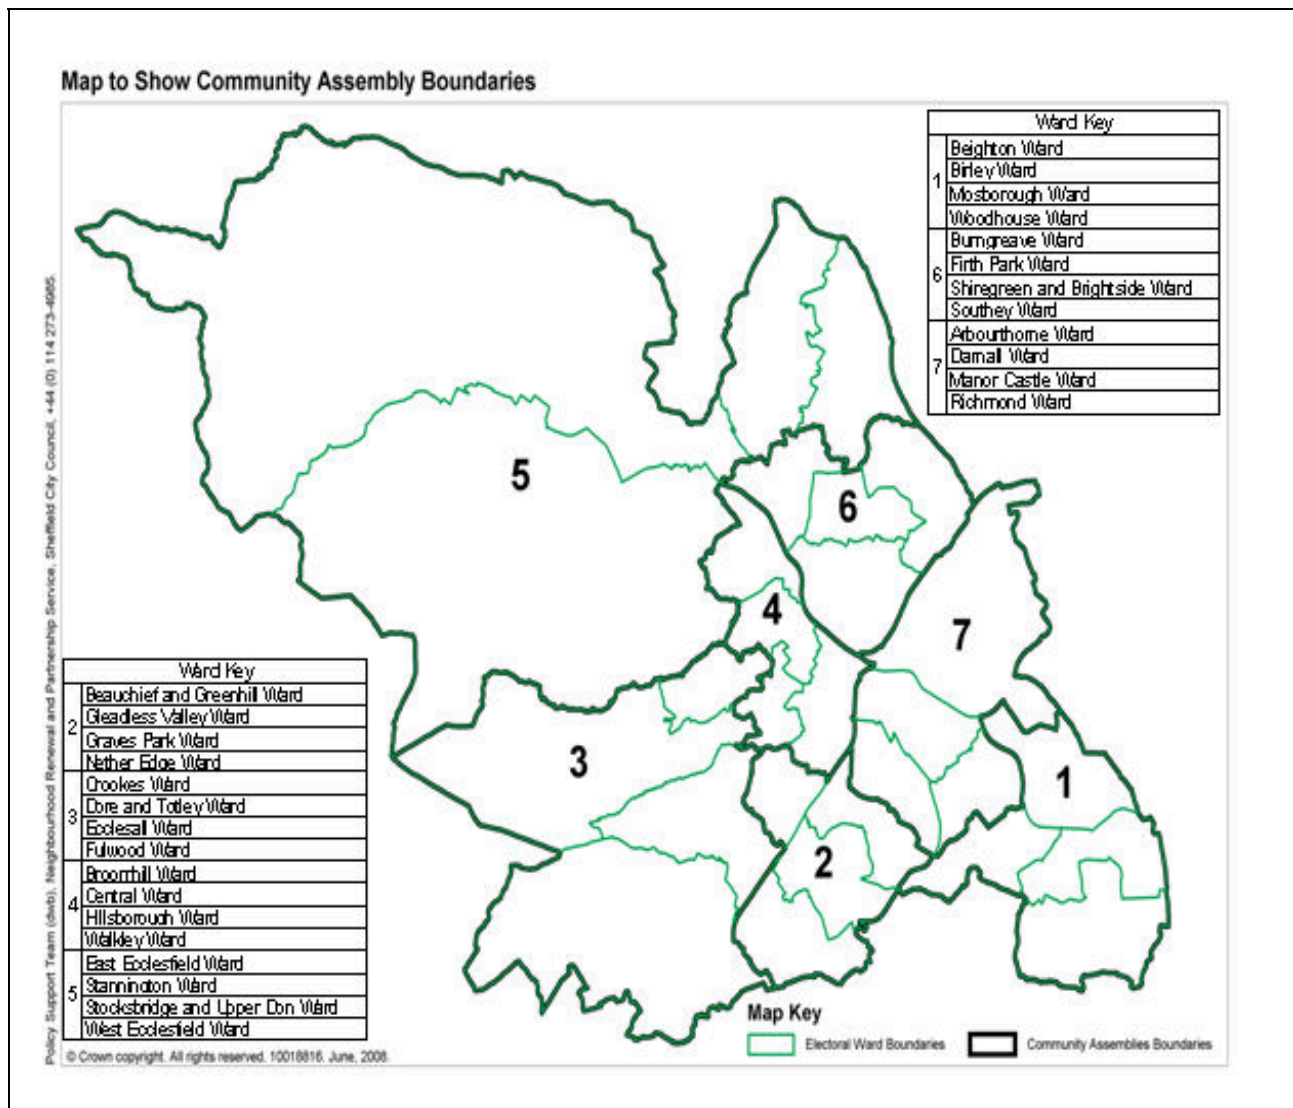 Map to Show Community Assembly Boundaries
Ward Key
1
Beighton Ward
Birley Ward
Mosborough Ward
Woodhouse Ward
6
Burngreave Ward
Firth Park Ward
Shiregreen and Brightside Ward
Southey Ward
7
Arbourthorne Ward
Darnall Ward
Manor Castle Ward
Richmond Ward
5
6
4
7
3
1
2
Ward Key
2
Beauchief and Greenhill Ward
Gleadless Valley Ward
Graves Park Ward
Nether Edge Ward
3
Crookes Ward
Dore and Totley Ward
Ecclesall Ward
Fulwood Ward
4
Broomhill Ward
Central Ward
Hillsborough Ward
Walkley Ward
5
East Ecclesfield Ward
Stannington Ward
Stocksbridge and Upper Don Ward
West Ecclesfield Ward
Map Key
Electoral Ward Boundaries
Community Assemblies Boundaries
© Crown copyright. All rights reserved. 10018816. June, 2008.
Policy Support Team (dwb), Neighbourhood Renewal and Partnership Service, Sheffield City Council, +44 (0) 114 273-4985.